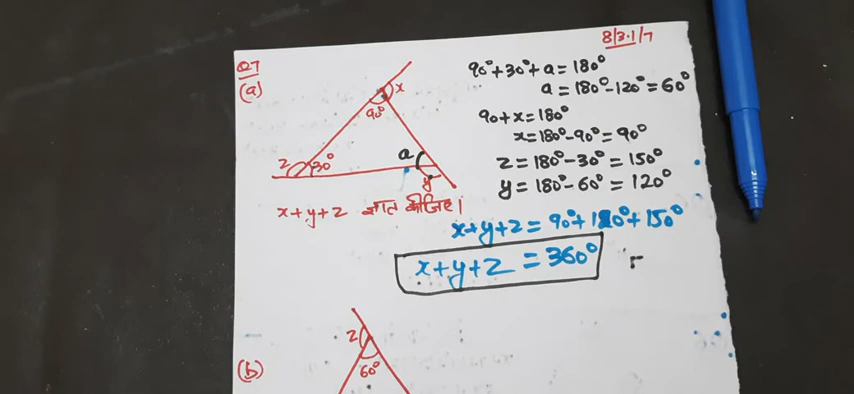 8/3.1/7
Q7
(a)
x
90°
z 30°
a
y
90°+30°+a=180°
a=180°-120°=60°
90+x=180°
x=180°-90°=90°
z=180°-30°=150°
y=180°-60°=120°
x+y+z ज्ञात कीजिए।
x+y+z=90°+120°+150°
x+y+z=360°
(b)
z
60°